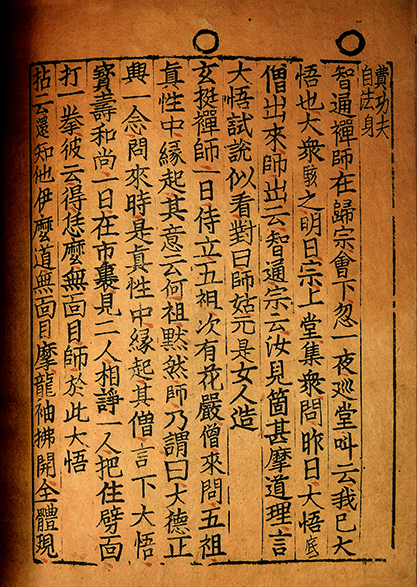 費功夫
自法身
智通禪師在歸宗會下忽一夜巡堂叫云我已大
悟也大衆駭之明日宗上堂集衆問昨日大悟底
僧出來師出云智通宗云汝見箇甚摩道理言
大悟試說似看對曰師姑元是女人造
玄挺禪師一日侍立五祖次有花嚴僧來問五祖
真性中緣起其意云何祖黙然師乃謂曰大德正
興一念問來時是真性中緣起其僧言下大悟
寶壽和尚一日在市裏見二人相諍一人把住劈面
打一拳彼云得恁麽無面目師於此大悟
拈云還知他伊麽道無面目摩龍袖拂開全體現